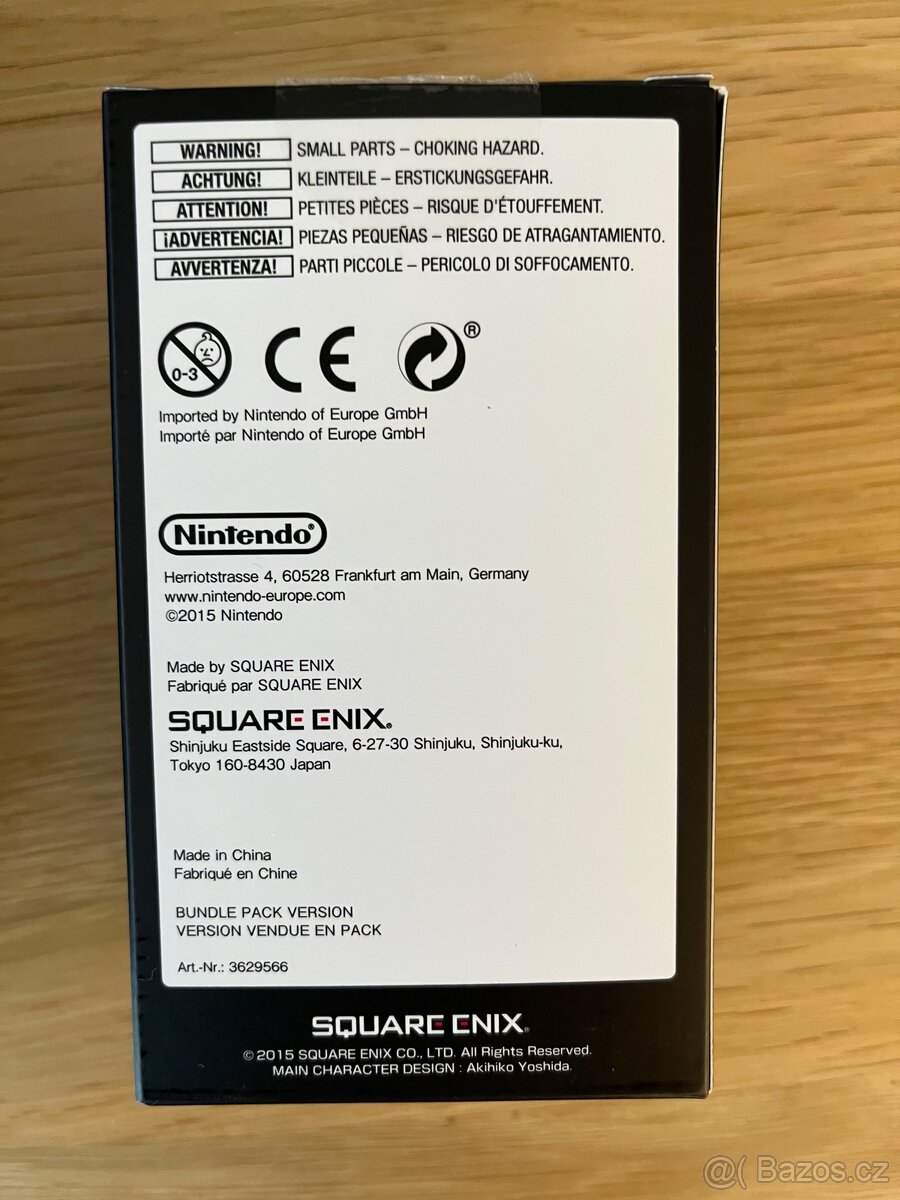 WARNING! SMALL PARTS – CHOKING HAZARD.
ACHTUNG! KLEINTEILE – ERSTICKUNGSGEFAHR.
ATTENTION! PETITES PIÈCES – RISQUE D'ÉTOUFFEMENT.
¡ADVERTENCIA! PIEZAS PEQUEÑAS – RIESGO DE ATRAGANTAMIENTO.
AVVERTENZA! PARTI PICCOLE – PERICOLO DI SOFFOCAMENTO.
0-3 CE ®
Imported by Nintendo of Europe GmbH
Importé par Nintendo of Europe GmbH
Nintendo®
Herriotstrasse 4, 60528 Frankfurt am Main, Germany
www.nintendo-europe.com
©2015 Nintendo
Made by SQUARE ENIX
Fabriqué par SQUARE ENIX
SQUARE ENIX®
Shinjuku Eastside Square, 6-27-30 Shinjuku, Shinjuku-ku,
Tokyo 160-8430 Japan
Made in China
Fabriqué en Chine
BUNDLE PACK VERSION
VERSION VENDUE EN PACK
Art.-Nr.: 3629566
SQUARE ENIX®
© 2015 SQUARE ENIX CO., LTD. All Rights Reserved.
MAIN CHARACTER DESIGN : Akihiko Yoshida.
@( Bazos.cz